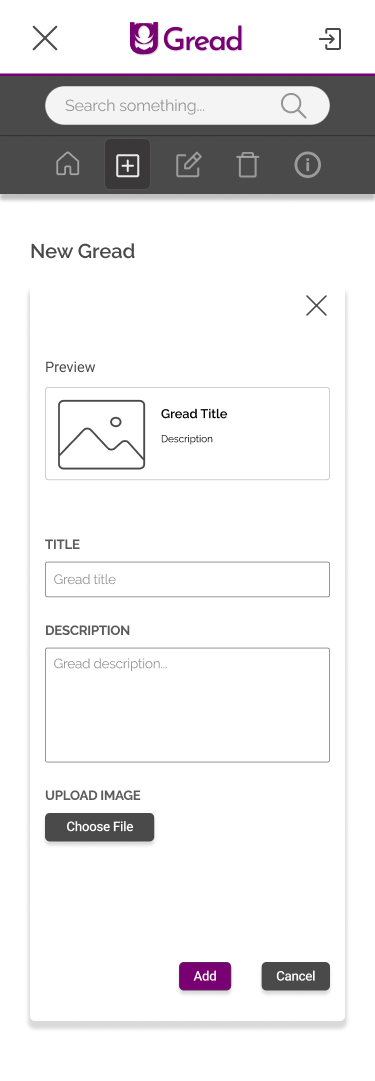 Gread
Search something...
New Gread
Preview
Gread Title
Description
TITLE
Gread title
DESCRIPTION
Gread description...
UPLOAD IMAGE
Choose File
Add
Cancel